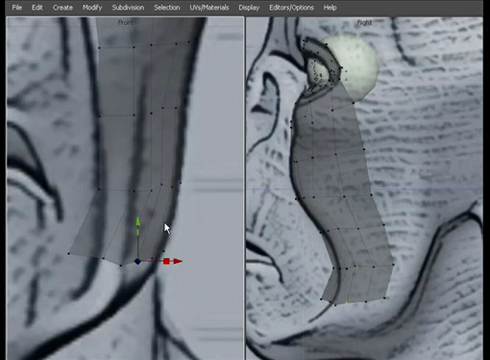 File Edit Create Modify Subdivision Selection UVs/Materials Display Editors/Options Help
Front Right